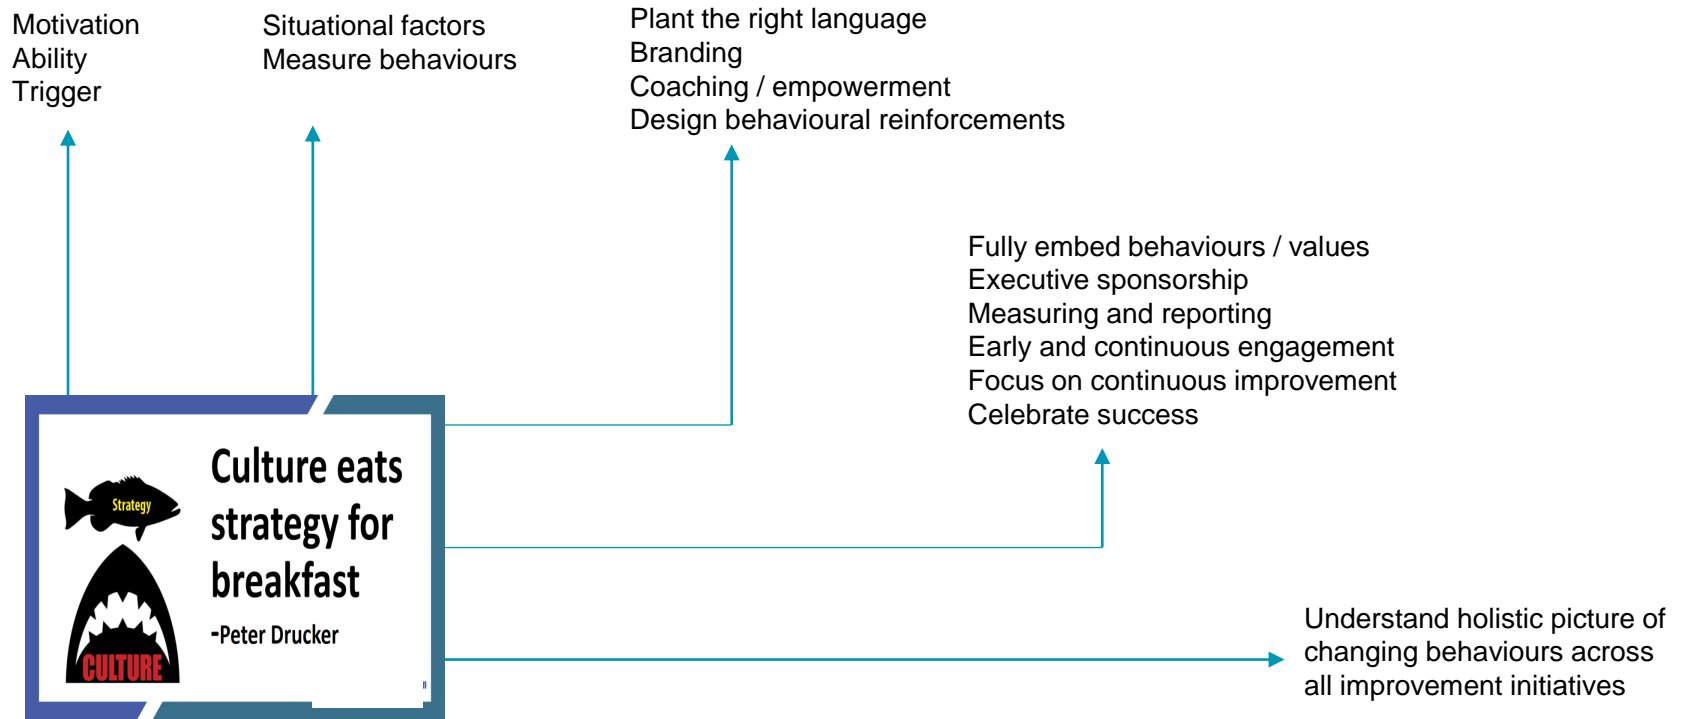 Motivation
Ability
Trigger
Situational factors
Measure behaviours
Plant the right language
Branding
Coaching / empowerment
Design behavioural reinforcements
Fully embed behaviours / values
Executive sponsorship
Measuring and reporting
Early and continuous engagement
Focus on continuous improvement
Celebrate success
Strategy
CULTURE
Culture eats
strategy for
breakfast
-Peter Drucker
Understand holistic picture of
changing behaviours across
all improvement initiatives